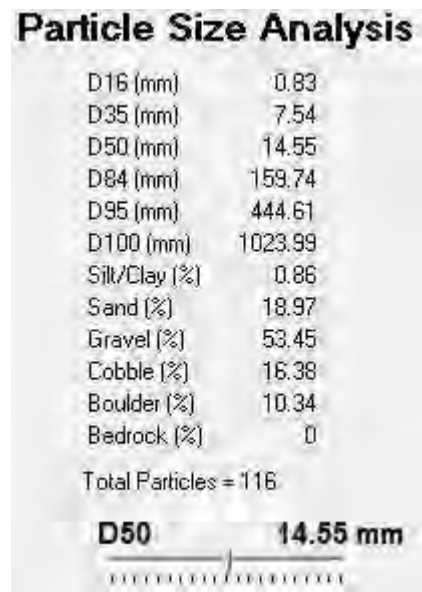 Particle Size Analysis
D16 (mm) 0.83
D35 (mm) 7.54
D50 (mm) 14.55
D84 (mm) 159.74
D95 (mm) 444.61
D100 (mm) 1023.99
Silt/Clay (%) 0.86
Sand (%) 18.97
Gravel (%) 53.45
Cobble (%) 16.38
Boulder (%) 10.34
Bedrock (%) 0
Total Particles = 116
D50 14.55 mm